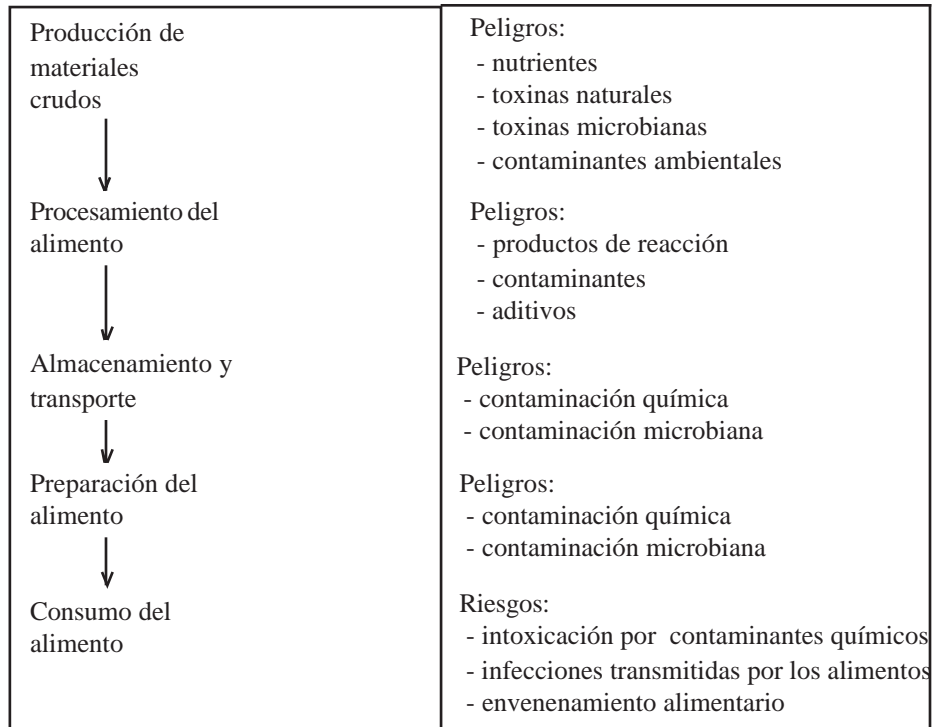 Producción de
materiales
crudos
Peligros:
- nutrientes
- toxinas naturales
- toxinas microbianas
- contaminantes ambientales
Procesamiento del
alimento
Peligros:
- productos de reacción
- contaminantes
- aditivos
Almacenamiento y
transporte
Peligros:
- contaminación química
- contaminación microbiana
Preparación del
alimento
Peligros:
- contaminación química
- contaminación microbiana
Consumo del
alimento
Riesgos:
- intoxicación por contaminantes químicos
- infecciones transmitidas por los alimentos
- envenenamiento alimentario